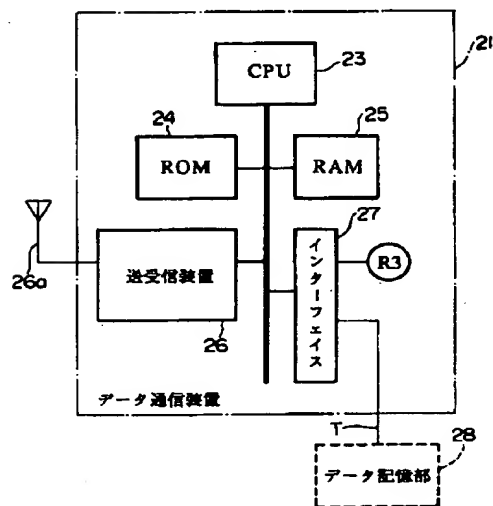 21
23
CPU
24
ROM
25
RAM
27
インターフェイス
R3
26a
送受信装置
26
データ通信装置
T
28
データ記憶部